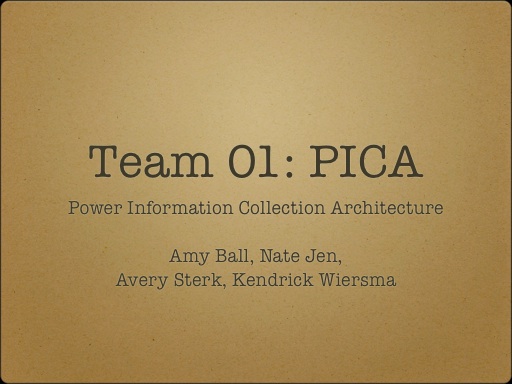 Team 01: PICA
Power Information Collection Architecture
Amy Ball, Nate Jen,
Avery Sterk, Kendrick Wiersma